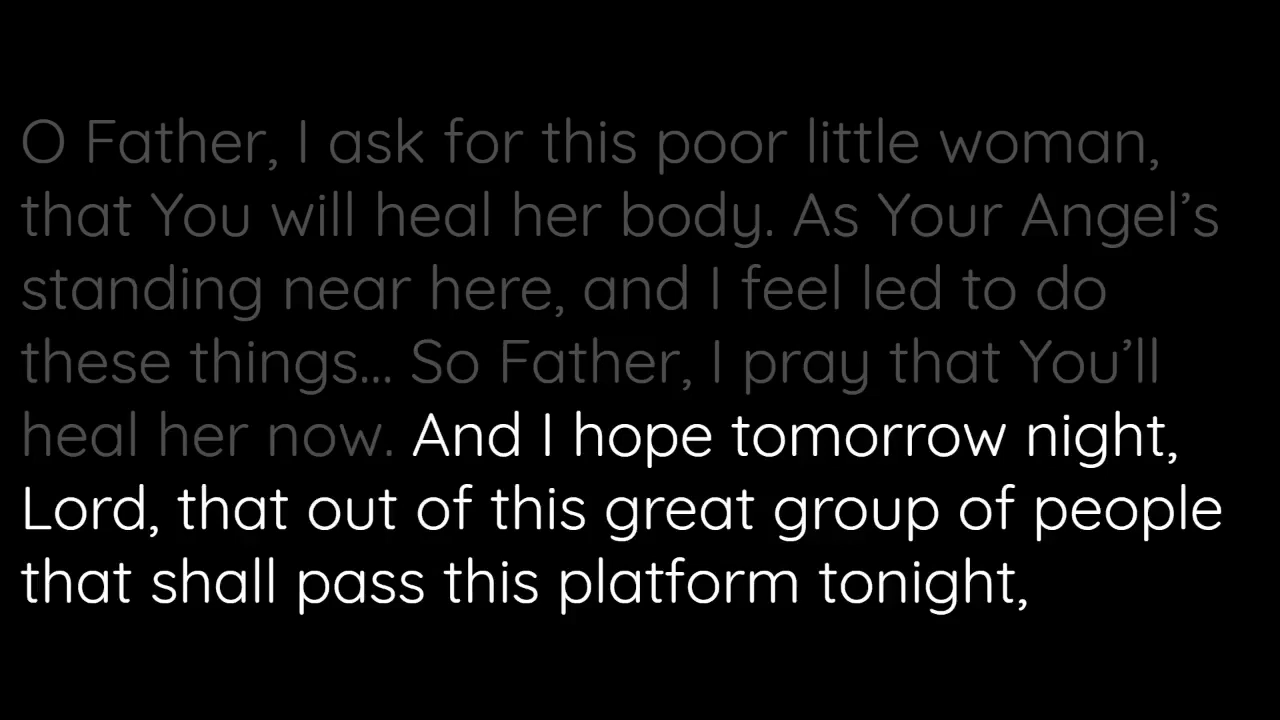 O Father, I ask for this poor little woman,
that You will heal her body. As Your Angel’s
standing near here, and I feel led to do
these things... So Father, I pray that You’ll
heal her now. And I hope tomorrow night,
Lord, that out of this great group of people
that shall pass this platform tonight,